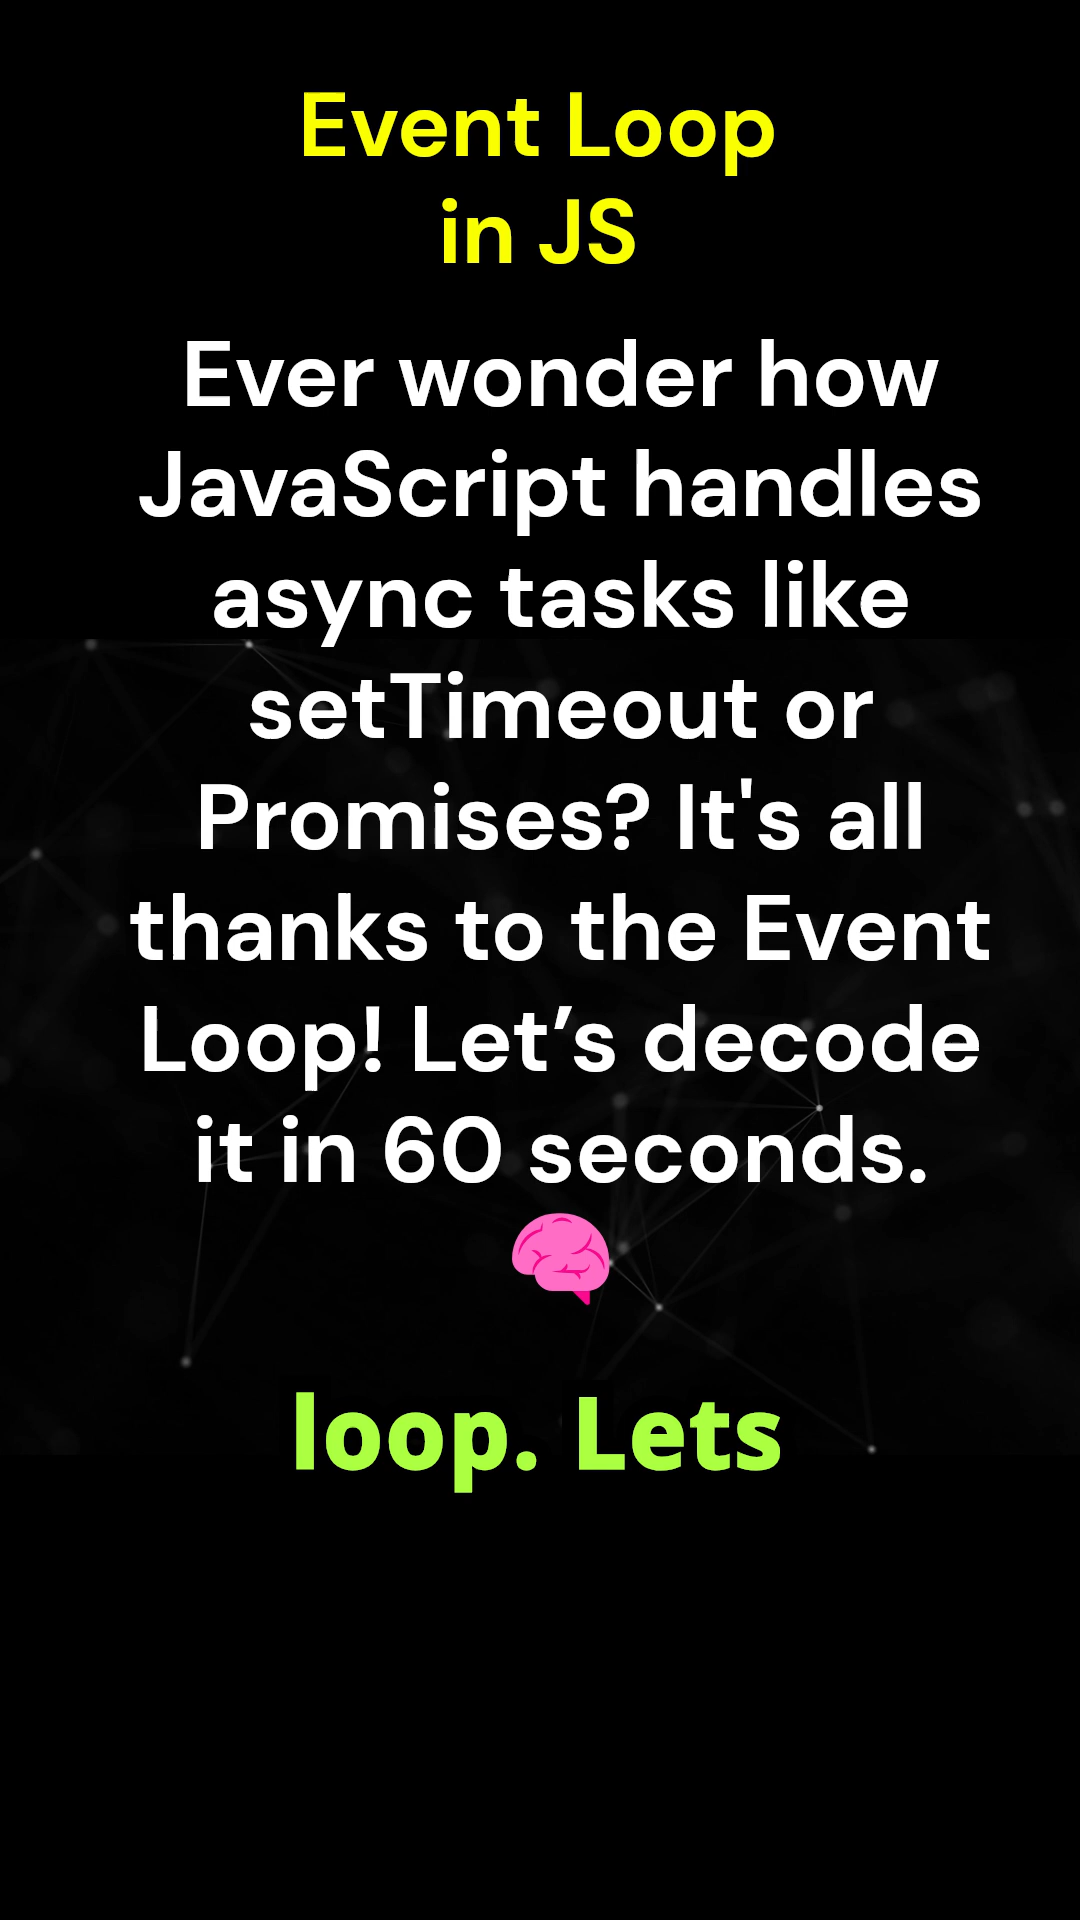 Event Loop
in JS
Ever wonder how
JavaScript handles
async tasks like
setTimeout or
Promises? It's all
thanks to the Event
Loop! Let’s decode
it in 60 seconds.
🧠
loop. Lets